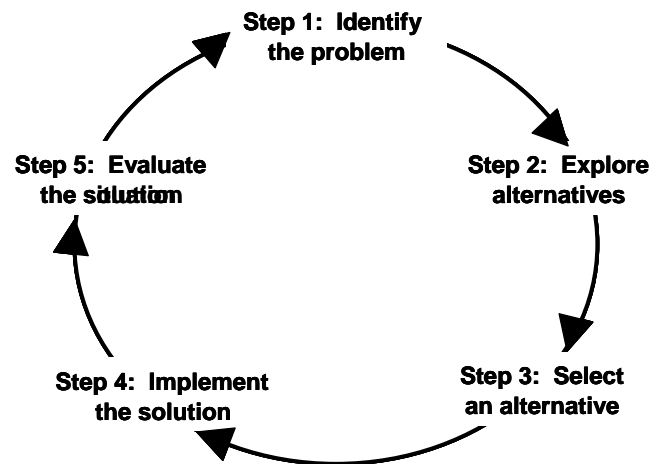 Step 1: Identify
the problem
Step 2: Explore
alternatives
Step 3: Select
an alternative
Step 4: Implement
the solution
Step 5: Evaluate
the